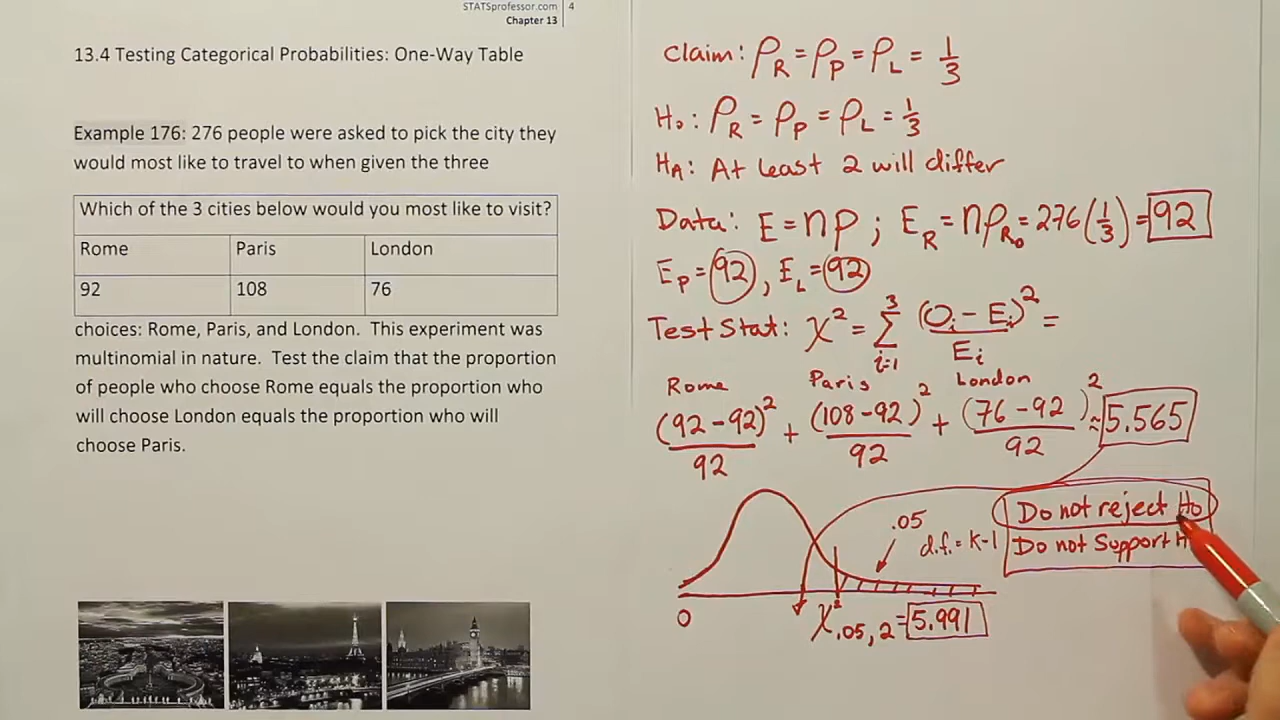 STATSprofessor.com 4
Chapter 13
13.4 Testing Categorical Probabilities: One-Way Table
Example 176: 276 people were asked to pick the city they
would most like to travel to when given the three
Which of the 3 cities below would you most like to visit?
Rome Paris London
92 108 76
choices: Rome, Paris, and London. This experiment was
multinomial in nature. Test the claim that the proportion
of people who choose Rome equals the proportion who
will choose London equals the proportion who will
choose Paris.
Claim: P_R = P_P = P_L = 1/3
H₀: P_R = P_P = P_L = 1/3
H_A: At least 2 will differ
Data: E = np ; E_R = nP_R₀ = 276(1/3) = 92
E_P = 92, E_L = 92
Test Stat: χ² = Σ_{i=1}^{3} (O_i - E_i)² / E_i =
Rome Paris London
(92-92)²/92 + (108-92)²/92 + (76-92)²/92 ≈ 5.565
Do not reject H₀
.05
d.f. = K-1 Do not Support H
0 χ²_.05, 2 = 5.991